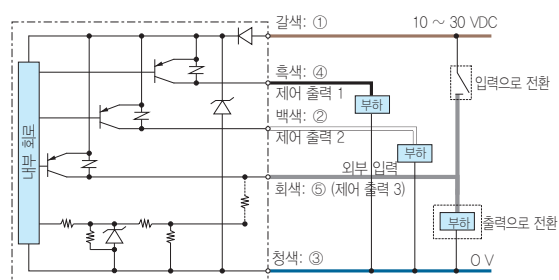 갈색: ①
10 ~ 30 VDC
흑색: ④
제어 출력 1
부하
입력으로 전환
백색: ②
제어 출력 2
부하
내부 회로
외부 입력
회색: ⑤ (제어 출력 3)
부하
출력으로 전환
청색: ③
0 V